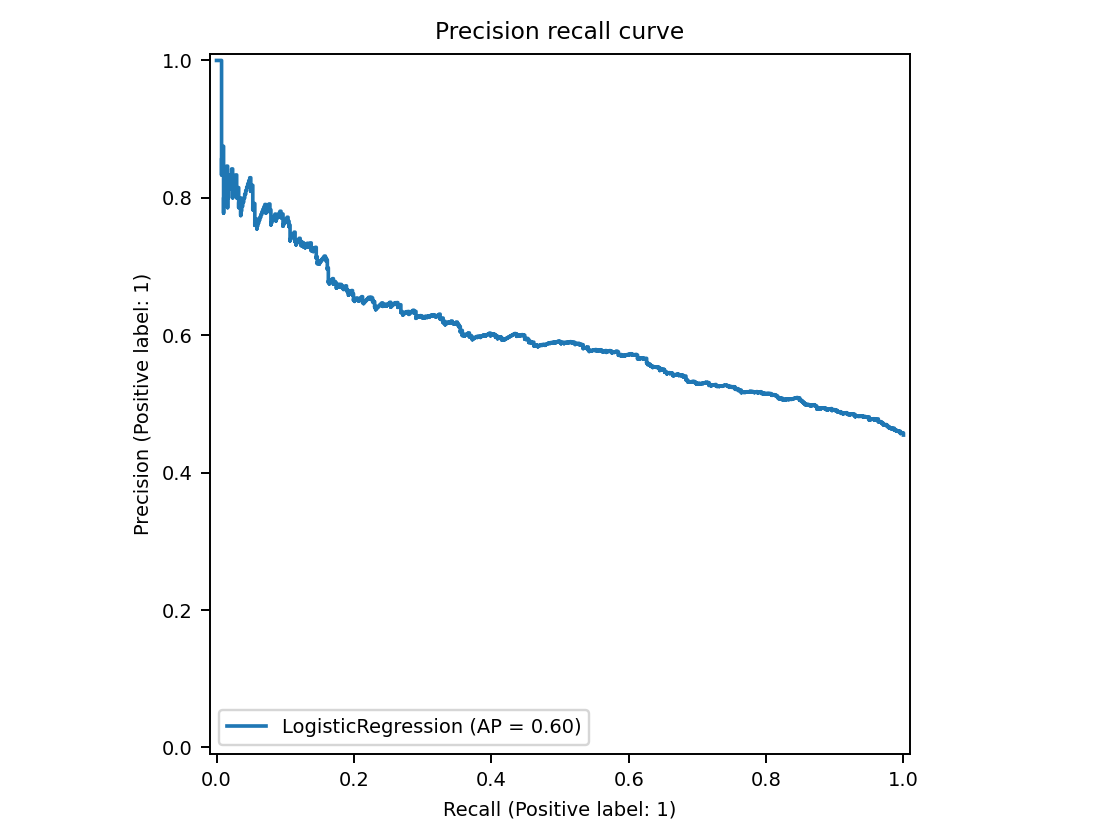 Precision recall curve
1.0
0.8
0.6
0.4
0.2
0.0
Precision (Positive label: 1)
LogisticRegression (AP = 0.60)
0.0 0.2 0.4 0.6 0.8 1.0
Recall (Positive label: 1)